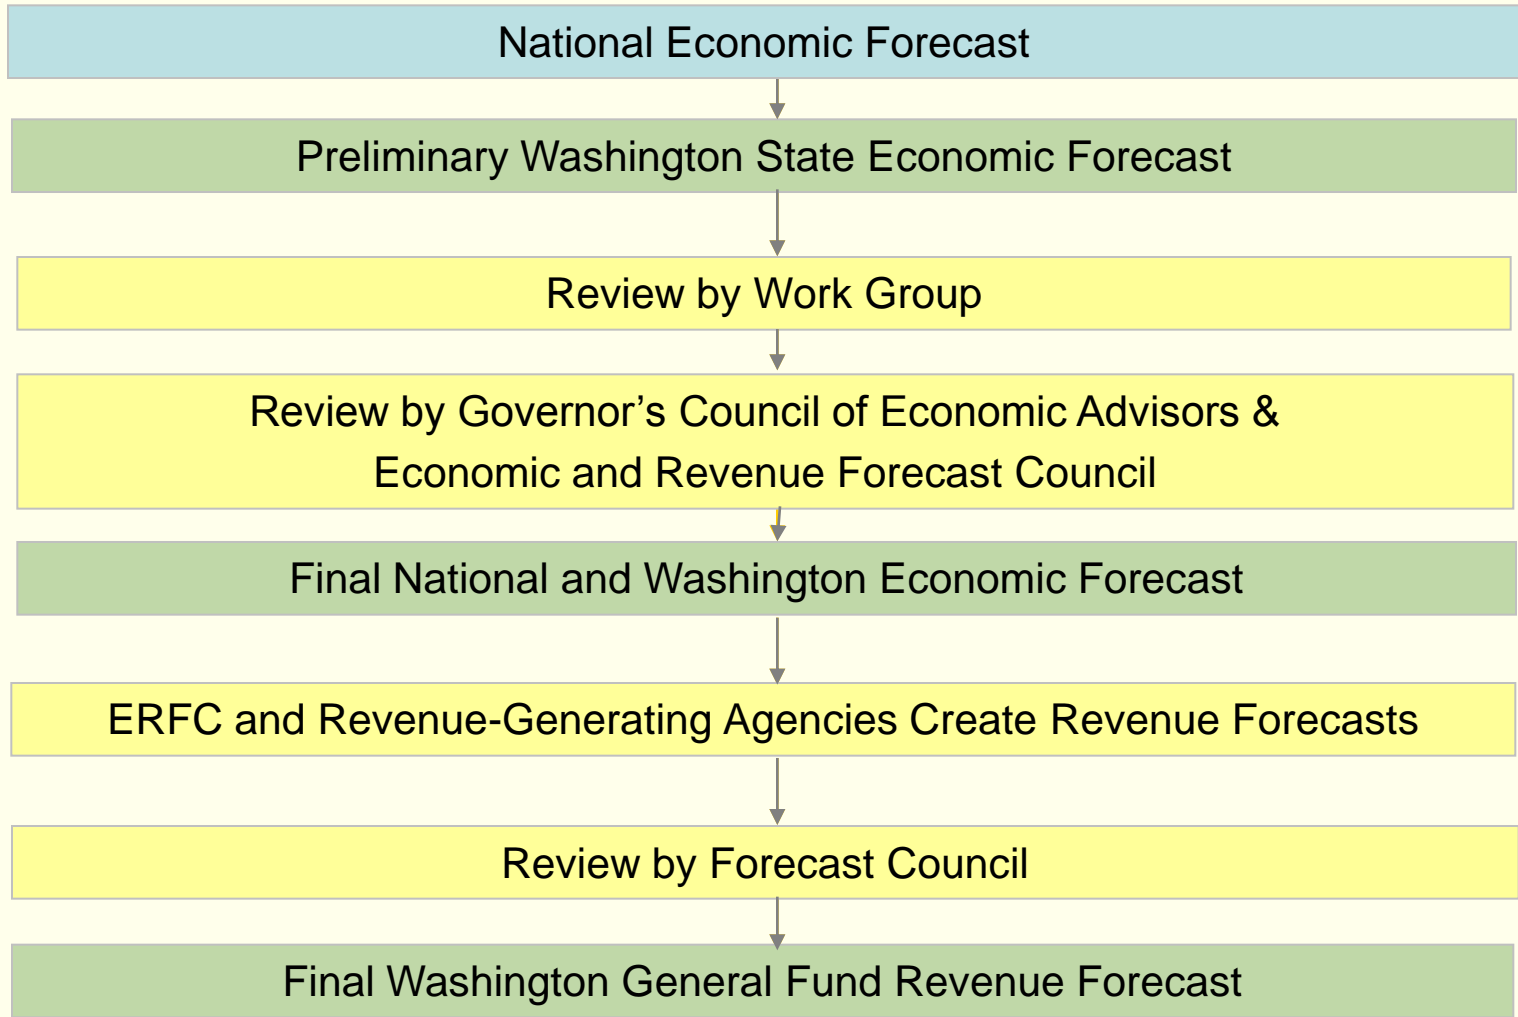 National Economic Forecast
Preliminary Washington State Economic Forecast
Review by Work Group
Review by Governor’s Council of Economic Advisors &
Economic and Revenue Forecast Council
Final National and Washington Economic Forecast
ERFC and Revenue-Generating Agencies Create Revenue Forecasts
Review by Forecast Council
Final Washington General Fund Revenue Forecast